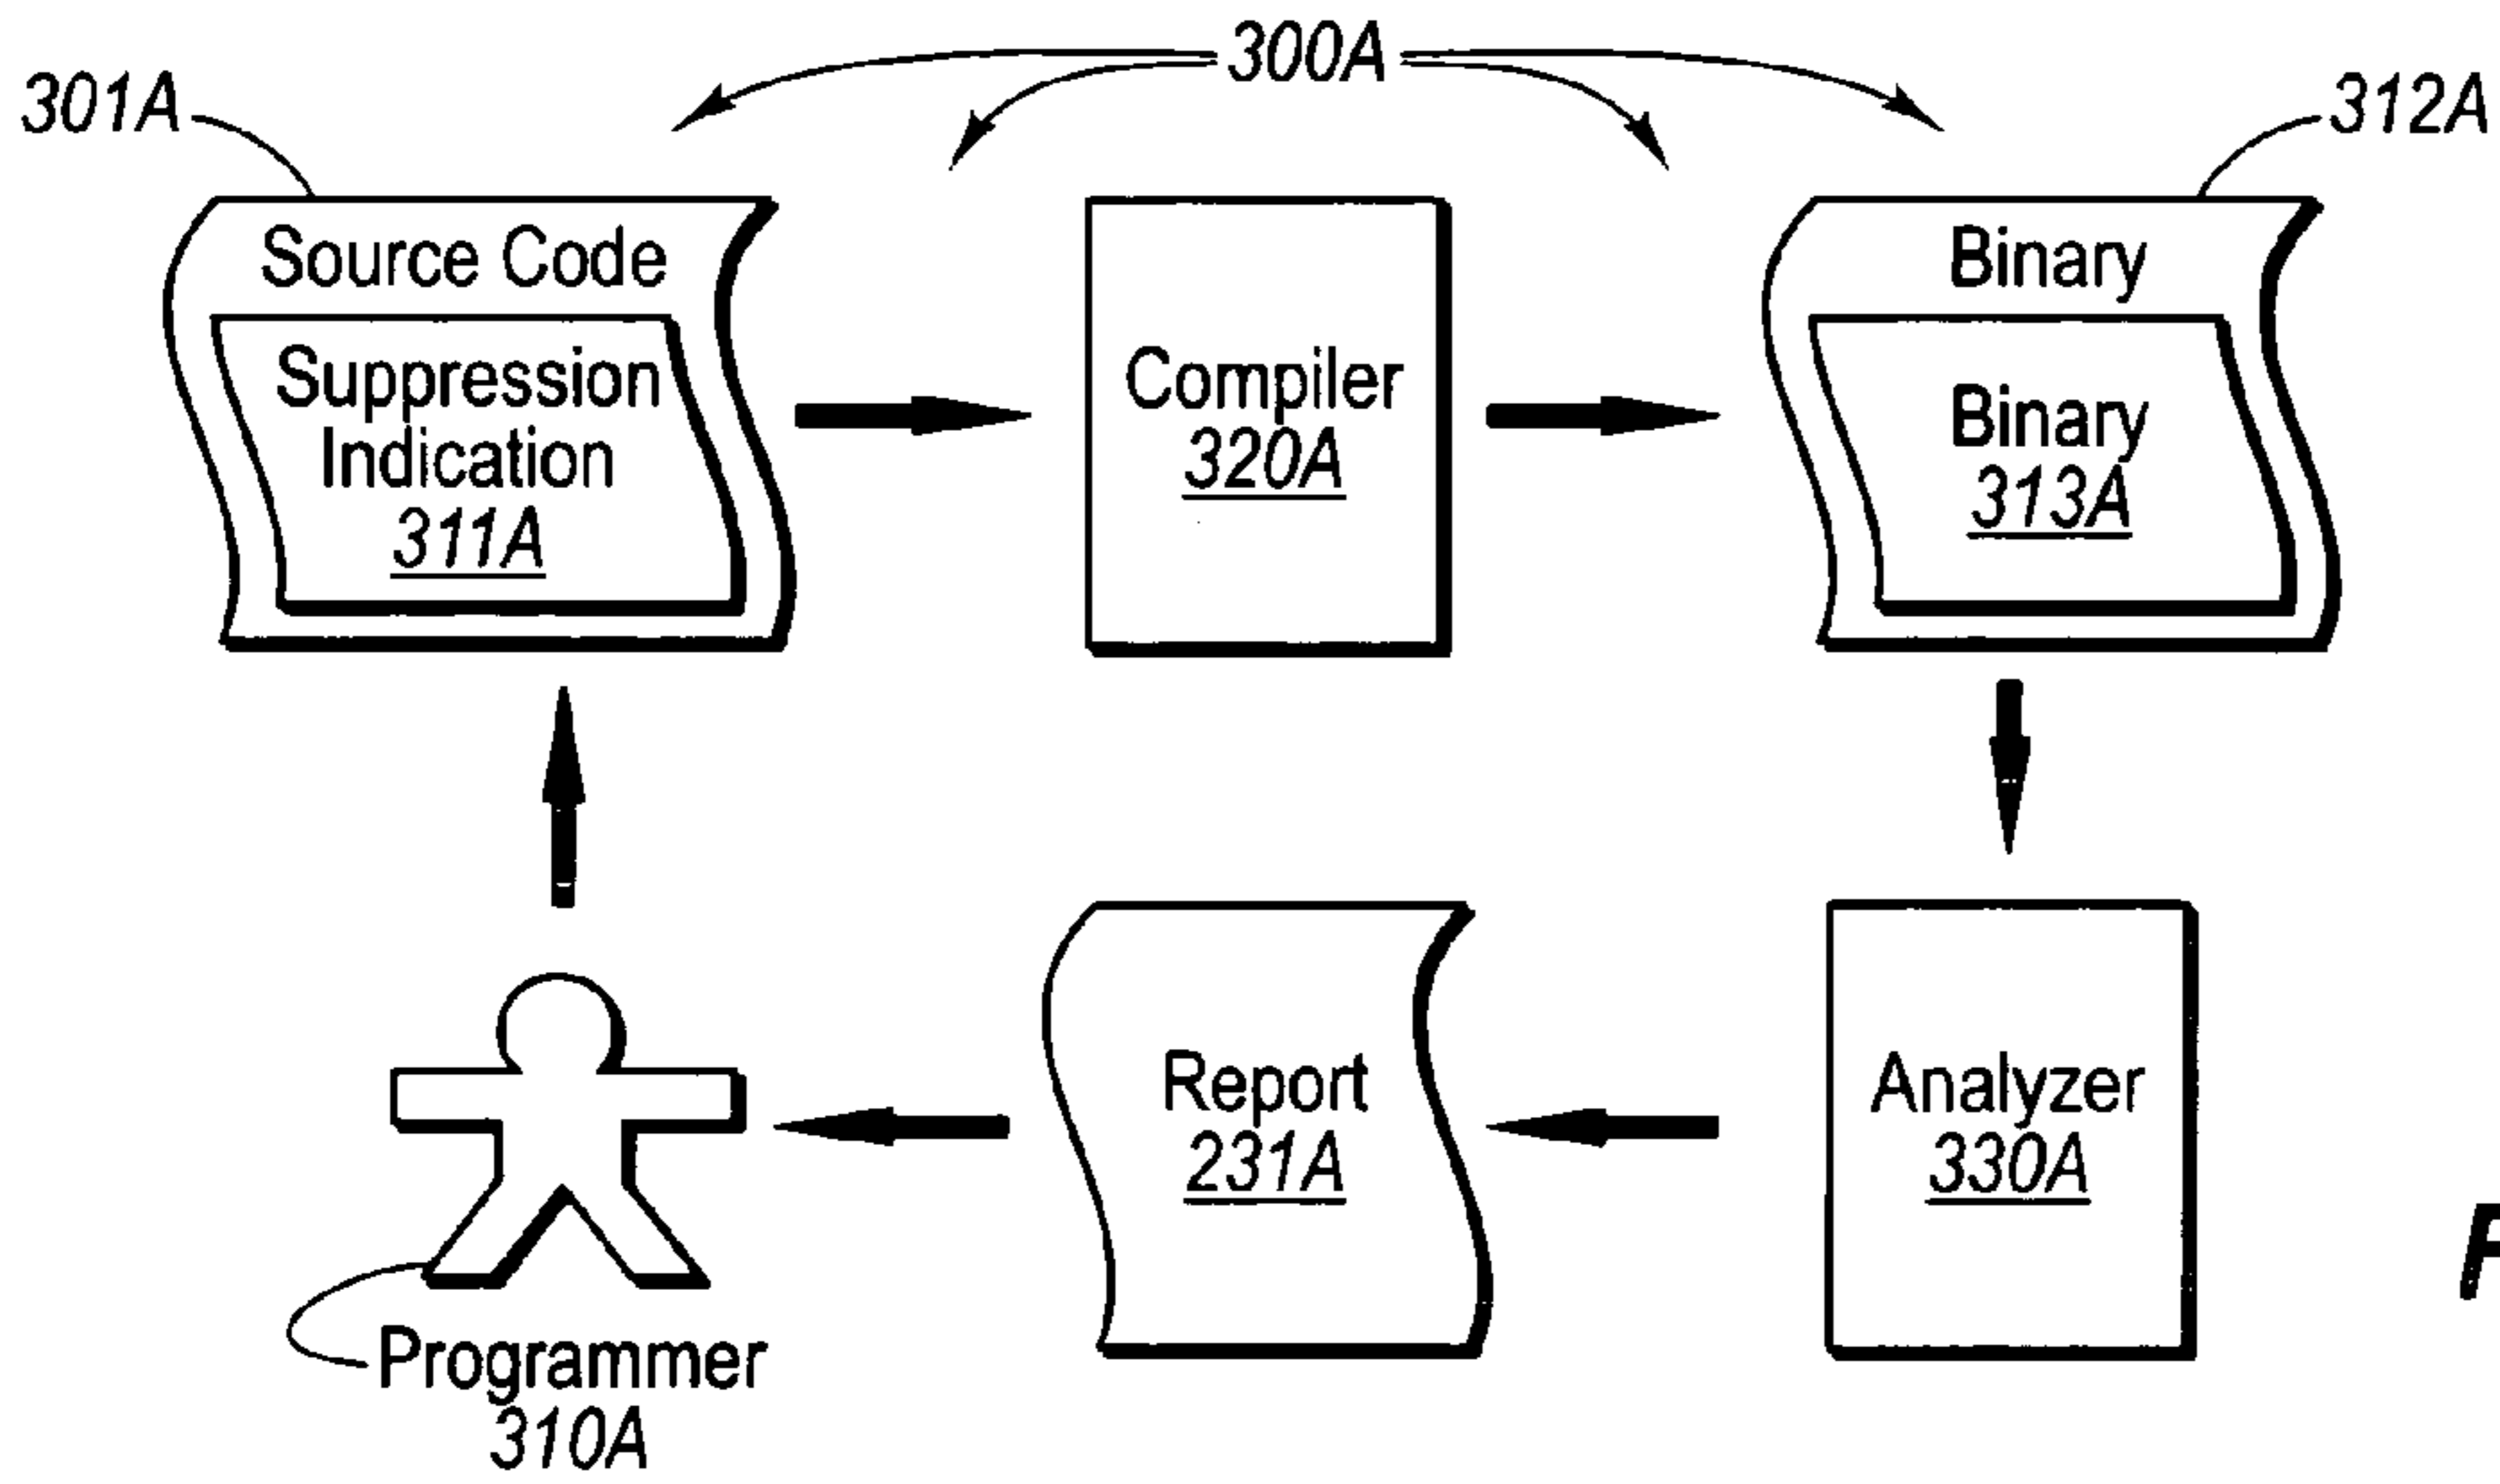 300A
301A
312A
Source Code
Suppression
Indication
311A
Compiler
320A
Binary
Binary
313A
Programmer
310A
Report
231A
Analyzer
330A
F